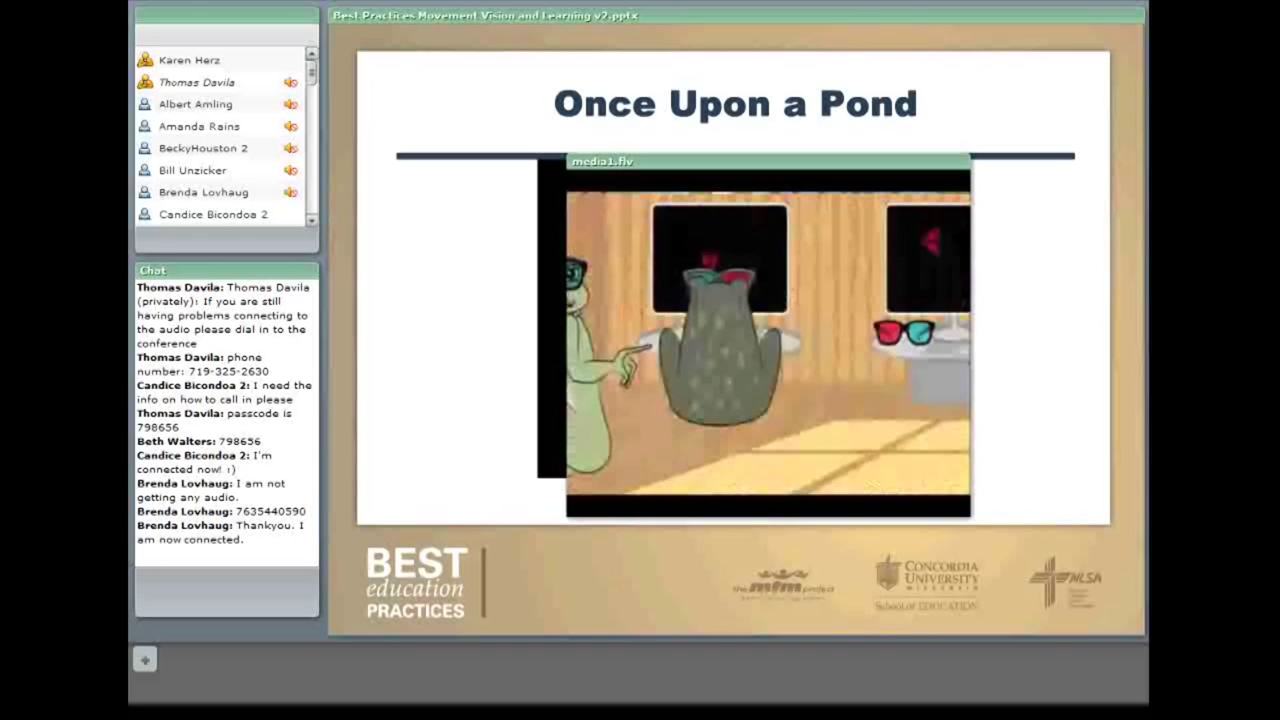 Best Practices Movement Vision and Learning v2.pptx
Karen Herz
Thomas Davila
Albert Amling
Amanda Rains
BeckyHouston 2
Bill Unzicker
Brenda Lovhaug
Candice Bicondoa 2
Chat
Thomas Davila: Thomas Davila
(privately): If you are still
having problems connecting to
the audio please dial in to the
conference
Thomas Davila: phone
number: 719-325-2630
Candice Bicondoa 2: I need the
info on how to call in please
Thomas Davila: passcode is
798656
Beth Walters: 798656
Candice Bicondoa 2: I'm
connected now! :)
Brenda Lovhaug: I am not
getting any audio.
Brenda Lovhaug: 7635440590
Brenda Lovhaug: Thankyou. I
am now connected.
Once Upon a Pond
media1.flv
BEST
education
PRACTICES
the mfm project
CONCORDIA
UNIVERSITY
WISCONSIN
School of EDUCATION
NLSA